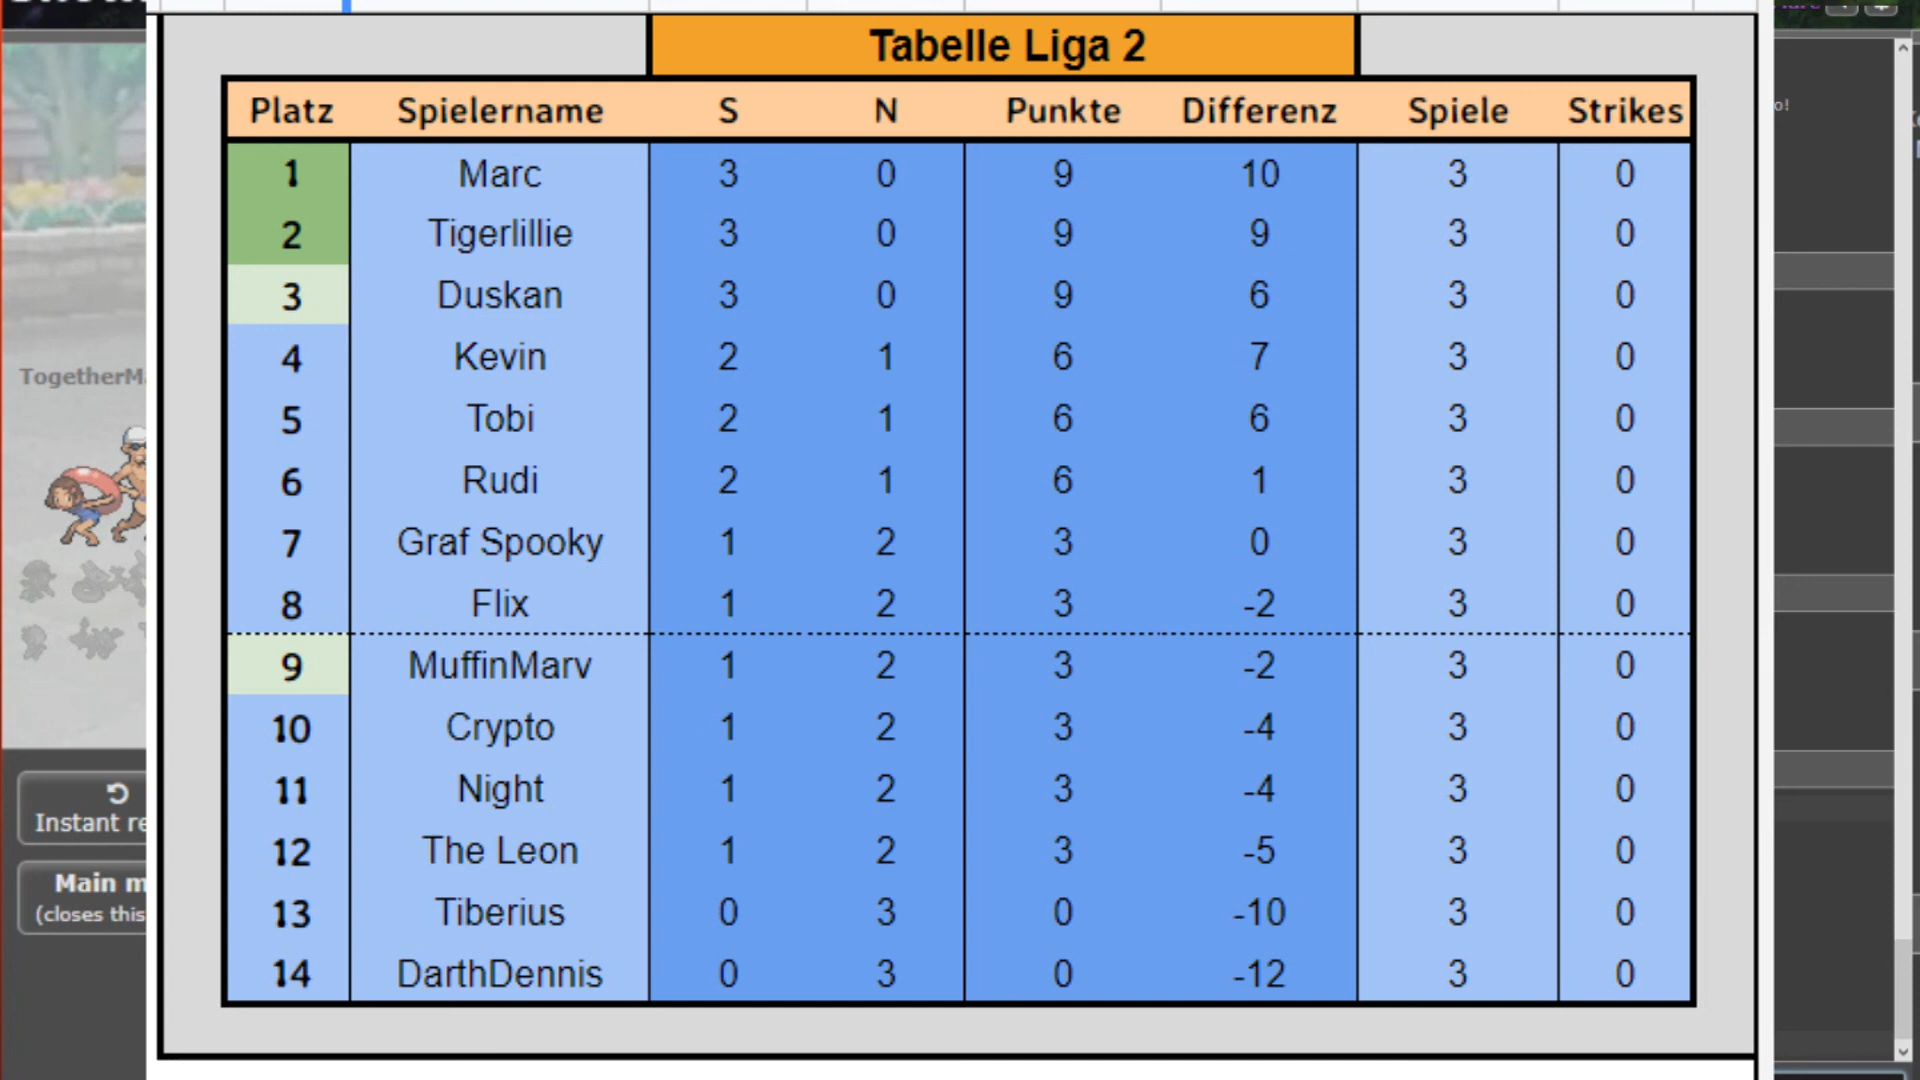 Tabelle Liga 2
Platz Spielername S N Punkte Differenz Spiele Strikes
1 Marc 3 0 9 10 3 0
2 Tigerlillie 3 0 9 9 3 0
3 Duskan 3 0 9 6 3 0
4 Kevin 2 1 6 7 3 0
5 Tobi 2 1 6 6 3 0
6 Rudi 2 1 6 1 3 0
7 Graf Spooky 1 2 3 0 3 0
8 Flix 1 2 3 -2 3 0
9 MuffinMarv 1 2 3 -2 3 0
10 Crypto 1 2 3 -4 3 0
11 Night 1 2 3 -4 3 0
12 The Leon 1 2 3 -5 3 0
13 Tiberius 0 3 0 -10 3 0
14 DarthDennis 0 3 0 -12 3 0
o!
TogetherM
Instant re
Main m
(closes this